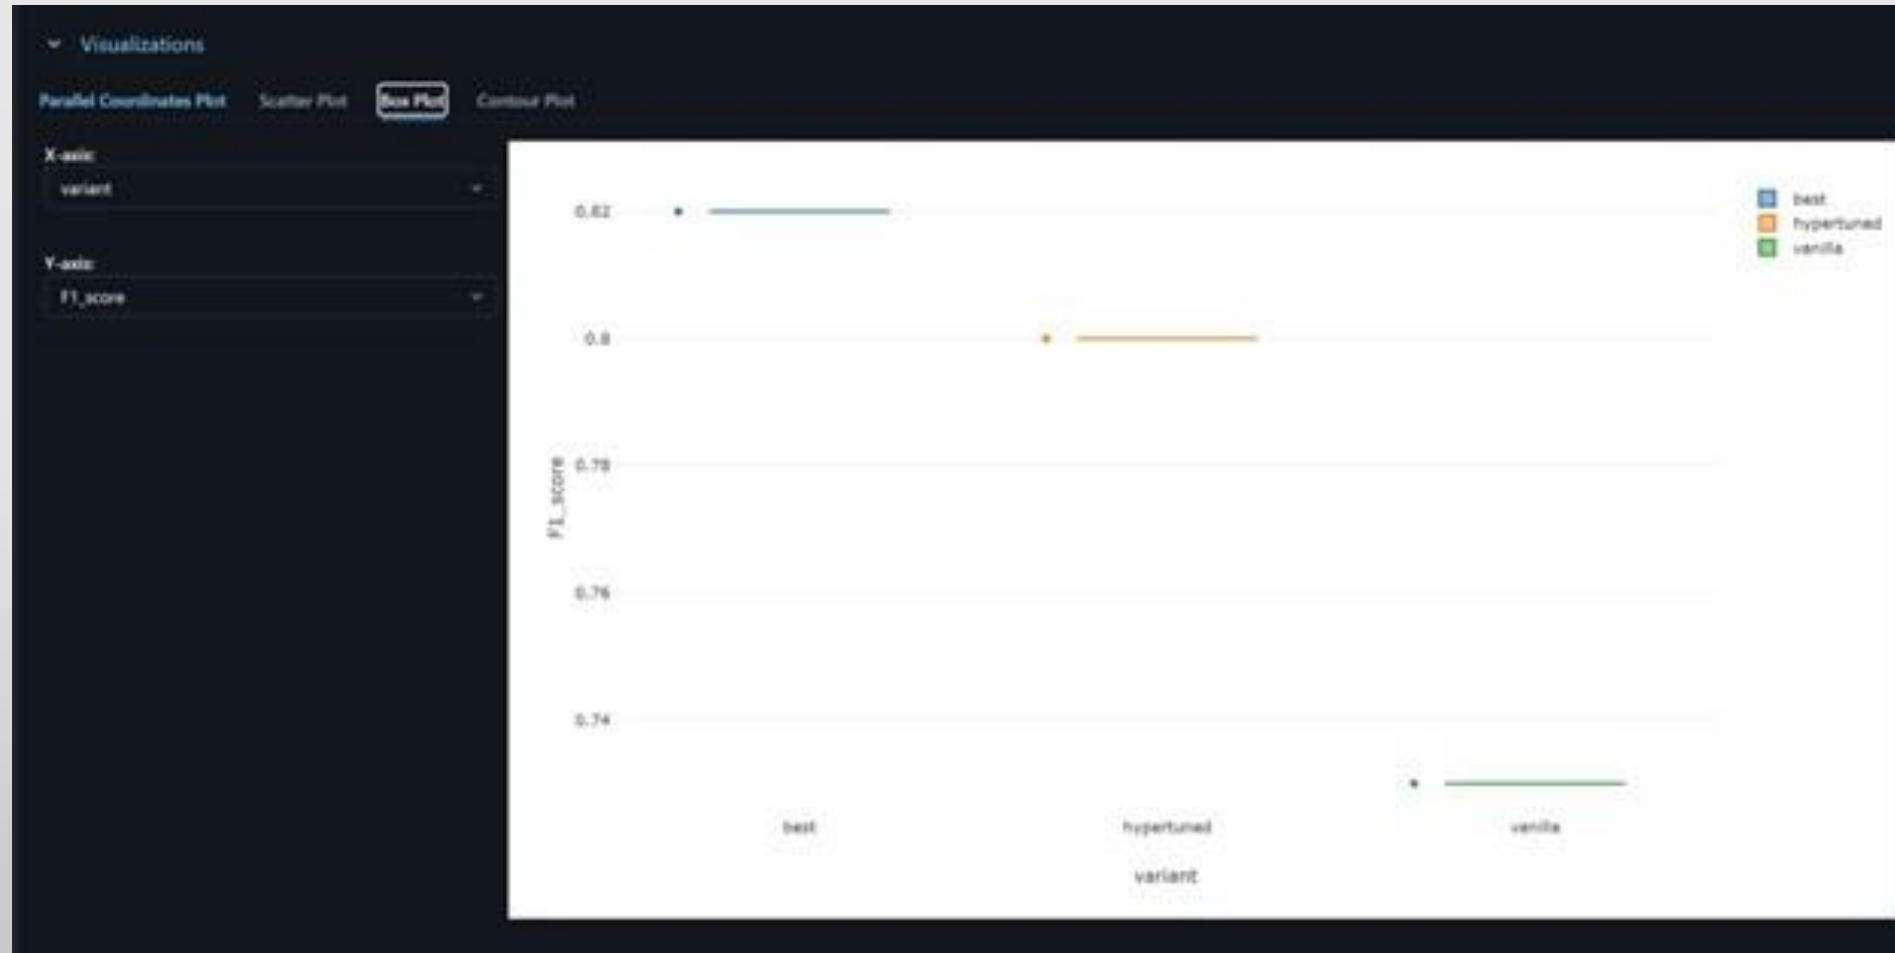 Visualizations
Parallel Coordinates Plot Scatter Plot Box Plot Contour Plot
X-axis:
variant
Y-axis:
F1_score
0.82
0.8
0.78
0.76
0.74
F1_score
best hypertuned vanilla
variant
best
hypertuned
vanilla